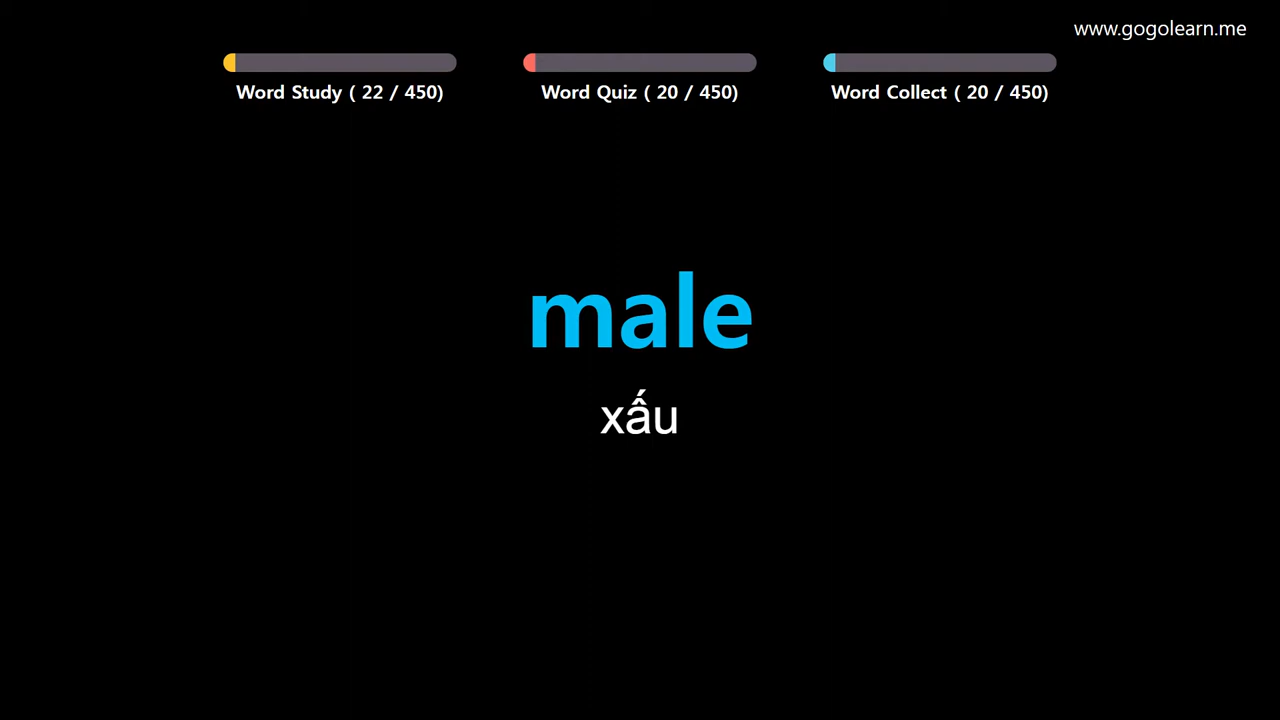 www.gogolearn.me
Word Study ( 22 / 450)
Word Quiz ( 20 / 450)
Word Collect ( 20 / 450)
male
xấu